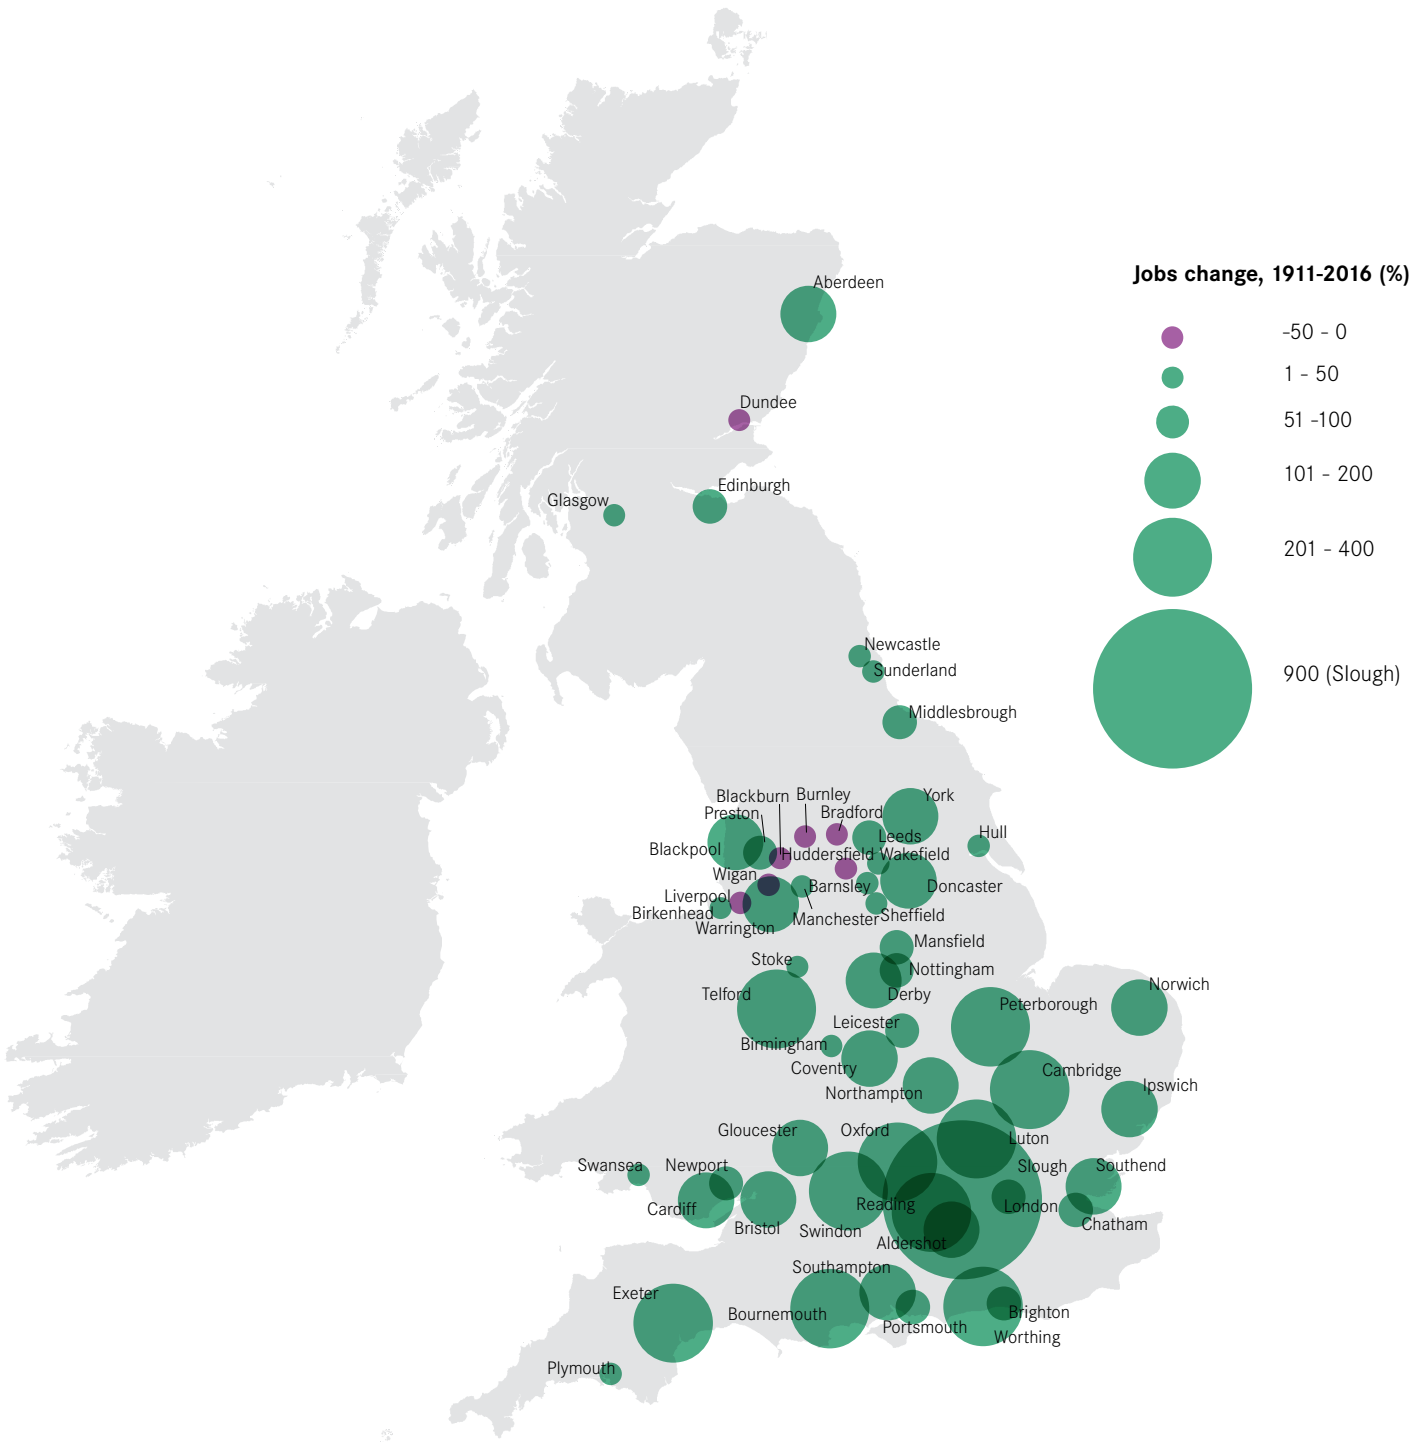 Aberdeen
Jobs change, 1911-2016 (%)
-50 - 0
1 - 50
51 -100
101 - 200
201 - 400
900 (Slough)
Dundee
Edinburgh
Glasgow
Newcastle
Sunderland
Middlesbrough
Blackburn
Burnley
York
Preston
Bradford
Leeds
Hull
Blackpool
Huddersfield
Wakefield
Wigan
Barnsley
Doncaster
Liverpool
Birkenhead
Manchester
Sheffield
Warrington
Mansfield
Stoke
Nottingham
Telford
Derby
Norwich
Peterborough
Leicester
Birmingham
Coventry
Cambridge
Northampton
Ipswich
Gloucester
Oxford
Luton
Swansea
Newport
Slough
Southend
Cardiff
Reading
London
Bristol
Swindon
Chatham
Aldershot
Southampton
Exeter
Bournemouth
Brighton
Portsmouth
Worthing
Plymouth